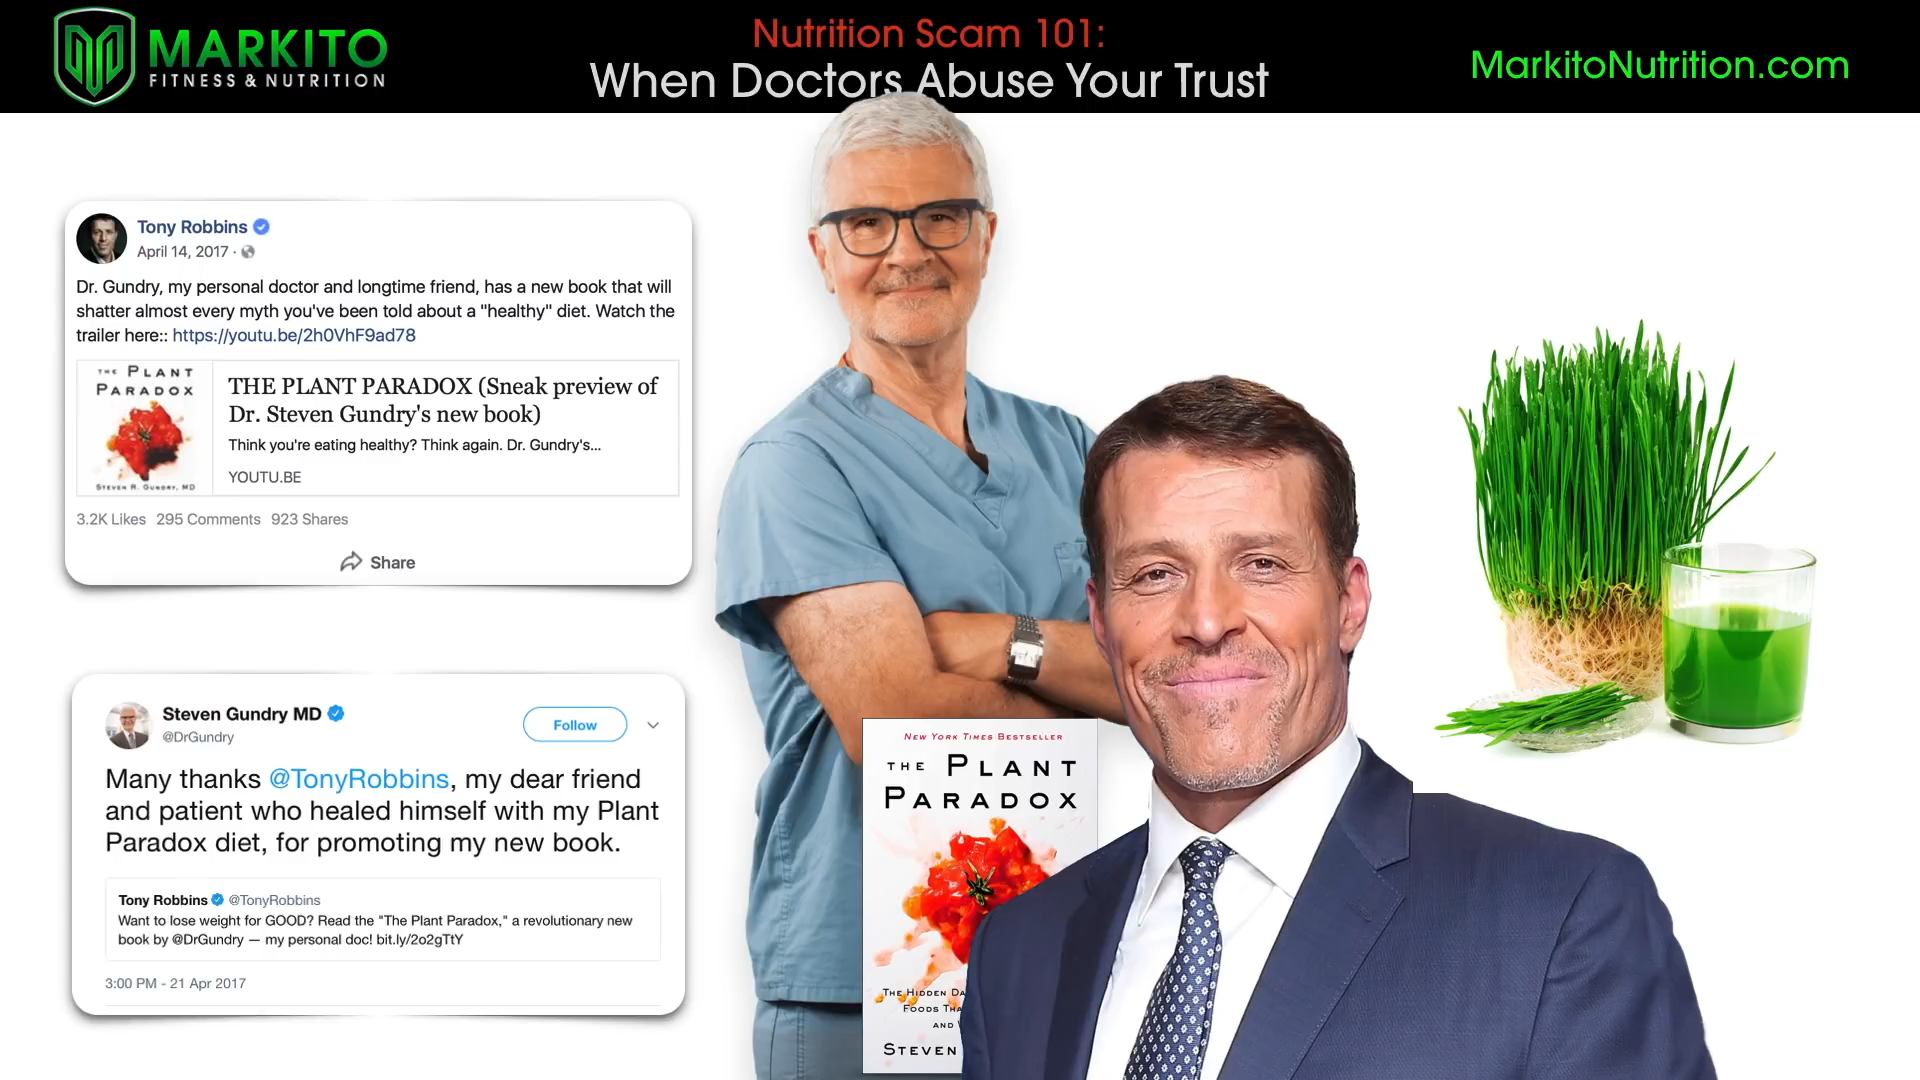 MARKITO
FITNESS & NUTRITION
Nutrition Scam 101:
When Doctors Abuse Your Trust
MarkitoNutrition.com
Tony Robbins
April 14, 2017 ·
Dr. Gundry, my personal doctor and longtime friend, has a new book that will
shatter almost every myth you've been told about a "healthy" diet. Watch the
trailer here:: https://youtu.be/2h0VhF9ad78
THE PLANT
PARADOX
STEVEN R. GUNDRY, MD
THE PLANT PARADOX (Sneak preview of
Dr. Steven Gundry's new book)
Think you're eating healthy? Think again. Dr. Gundry's...
YOUTU.BE
3.2K Likes 295 Comments 923 Shares
Share
Steven Gundry MD
@DrGundry
Follow
Many thanks @TonyRobbins, my dear friend
and patient who healed himself with my Plant
Paradox diet, for promoting my new book.
Tony Robbins @TonyRobbins
Want to lose weight for GOOD? Read the "The Plant Paradox," a revolutionary new
book by @DrGundry — my personal doc! bit.ly/2o2gTtY
3:00 PM - 21 Apr 2017
NEW YORK TIMES BESTSELLER
THE PLANT
PARADOX
THE HIDDEN
FOODS
AND
STEVEN